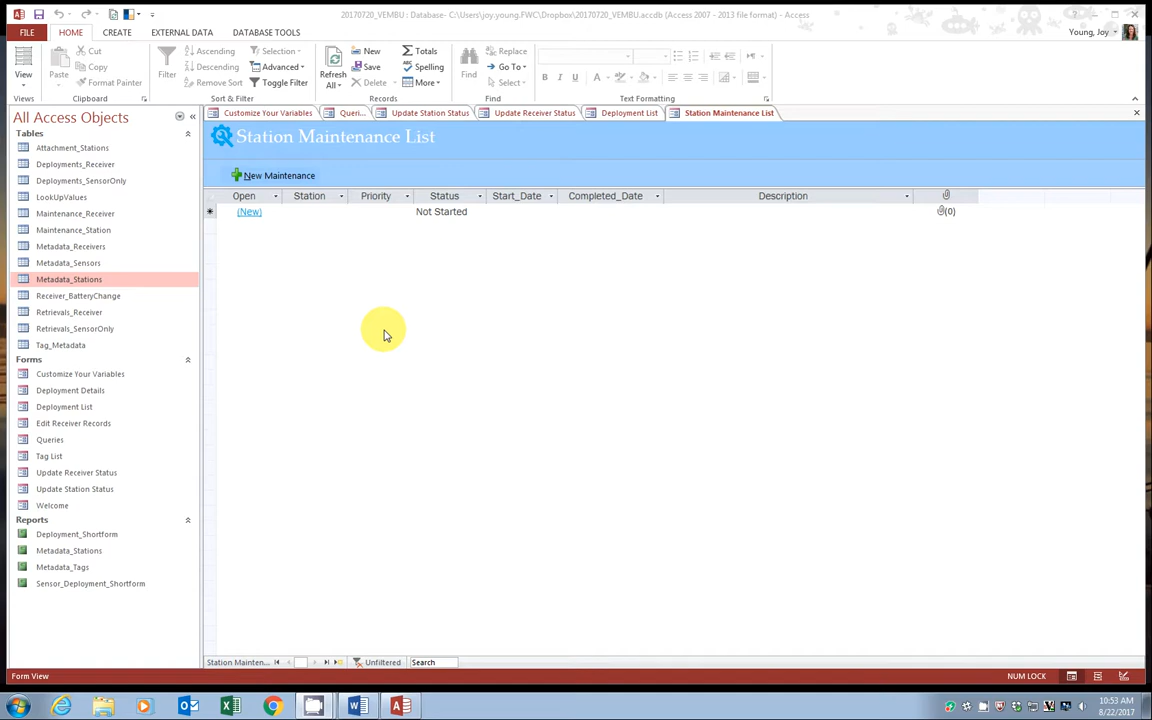 20170720_VEMBU : Database- C:\Users\joy.young.FWC\Dropbox\20170720_VEMBU.accdb (Access 2007 - 2013 file format) - Access
FILE
HOME
CREATE
EXTERNAL DATA
DATABASE TOOLS
Young, Joy
View
Views
Paste
Cut
Copy
Format Painter
Clipboard
Filter
Ascending
Descending
Remove Sort
Selection
Advanced
Toggle Filter
Sort & Filter
Refresh All
New
Save
Delete
Totals
Spelling
More
Records
Find
Replace
Go To
Select
Find
B I U
A
Text Formatting
All Access Objects
Tables
Attachment_Stations
Deployments_Receiver
Deployments_SensorOnly
LookUpValues
Maintenance_Receiver
Maintenance_Station
Metadata_Receivers
Metadata_Sensors
Metadata_Stations
Receiver_BatteryChange
Retrievals_Receiver
Retrievals_SensorOnly
Tag_Metadata
Forms
Customize Your Variables
Deployment Details
Deployment List
Edit Receiver Records
Queries
Tag List
Update Receiver Status
Update Station Status
Welcome
Reports
Deployment_Shortform
Metadata_Stations
Metadata_Tags
Sensor_Deployment_Shortform
Customize Your Variables
Queri...
Update Station Status
Update Receiver Status
Deployment List
Station Maintenance List
Station Maintenance List
New Maintenance
Open Station Priority Status Start_Date Completed_Date Description
(New) Not Started (0)
Station Mainten...
Unfiltered
Search
Form View
NUM LOCK
10:53 AM
8/22/2017